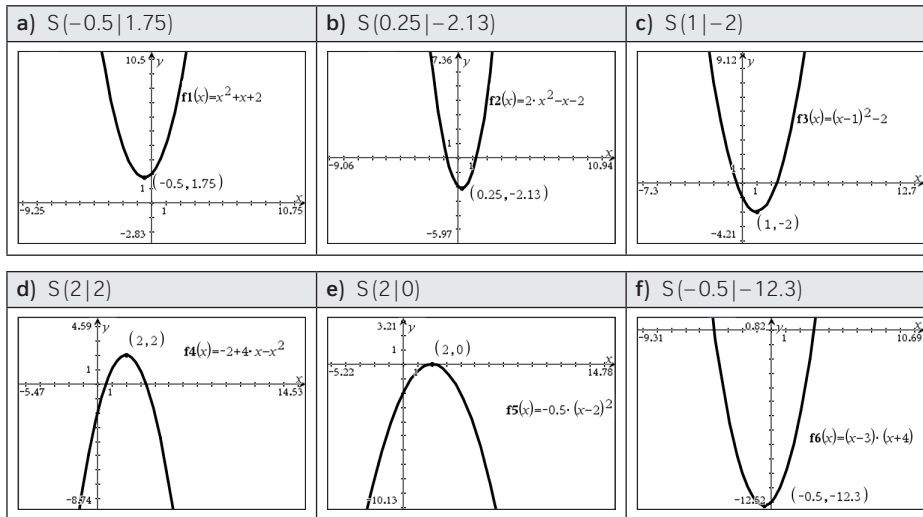 a) S(−0.5|1.75)
b) S(0.25|−2.13)
c) S(1|−2)
10.5 y
f1(x)=x²+x+2
1
(-0.5,1.75)
x
-9.25
1
10.75
-2.83
7.36 y
f2(x)=2·x²-x-2
1
x
-9.06
1
10.94
(0.25,-2.13)
-5.97
9.12 y
f3(x)=(x-1)²-2
1
x
-7.3
1
12.7
(1,-2)
-4.21
d) S(2|2)
e) S(2|0)
f) S(−0.5|−12.3)
4.59 y
(2,2)
f4(x)=-2+4·x-x²
1
x
-5.47
1
14.53
-8.74
3.21 y
(2,0)
1
x
-5.22
1
14.78
f5(x)=-0.5·(x-2)²
-10.13
0.82 y
x
-9.31
1
10.69
f6(x)=(x-3)·(x+4)
-12.52
(-0.5,-12.3)